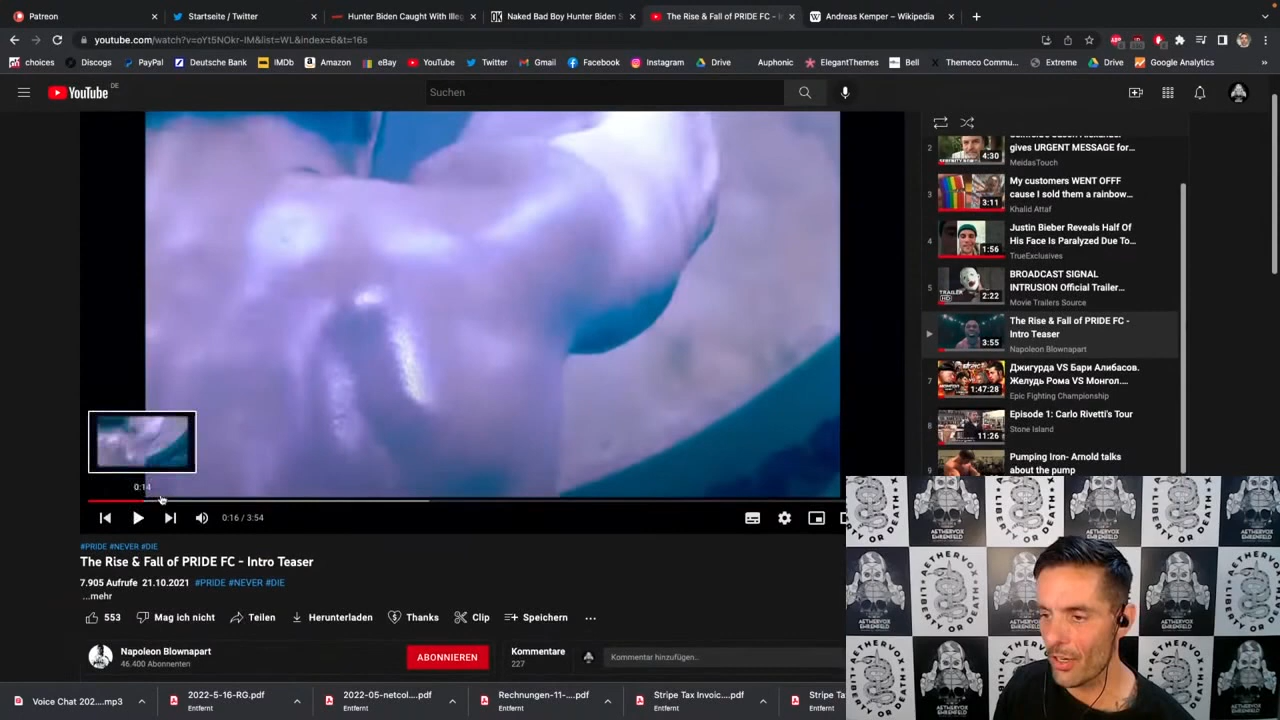 Patreon
Startseite / Twitter
Hunter Biden Caught With Illeg
Naked Bad Boy Hunter Biden S
The Rise & Fall of PRIDE FC - I
Andreas Kemper – Wikipedia
youtube.com/watch?v=oYt5NOkr-IM&list=WL&index=6&t=16s
choices
Discogs
PayPal
Deutsche Bank
IMDb
Amazon
eBay
YouTube
Twitter
Gmail
Facebook
Instagram
Drive
Auphonic
ElegantThemes
Bell
Themeco Commu...
Extreme
Drive
Google Analytics
YouTube DE
Suchen
2
gives URGENT MESSAGE for...
4:30
MeidasTouch
3
My customers WENT OFFF
cause I sold them a rainbow...
3:11
Khalid Attaf
4
Justin Bieber Reveals Half Of
His Face Is Paralyzed Due To...
1:56
TrueExclusives
5
BROADCAST SIGNAL
INTRUSION Official Trailer...
2:22
Movie Trailers Source
The Rise & Fall of PRIDE FC -
Intro Teaser
3:55
Napoleon Blownapart
7
Джигурда VS Бари Алибасов.
Желудь Рома VS Монгол....
1:47:28
Epic Fighting Championship
8
Episode 1: Carlo Rivetti's Tour
Stone Island
11:26
9
Pumping Iron- Arnold talks
about the pump
0:14
0:16 / 3:54
#PRIDE #NEVER #DIE
The Rise & Fall of PRIDE FC - Intro Teaser
7.905 Aufrufe 21.10.2021 #PRIDE #NEVER #DIE
...mehr
553
Mag ich nicht
Teilen
Herunterladen
Thanks
Clip
Speichern
Napoleon Blownapart
46.400 Abonnenten
ABONNIEREN
Kommentare
227
Kommentar hinzufügen..
Voice Chat 202....mp3
2022-5-16-RG.pdf
Entfernt
2022-05-netcol....pdf
Entfernt
Rechnungen-11-....pdf
Entfernt
Stripe Tax Invoic....pdf
Entfernt
Stripe Ta
Entfernt
LIBERTY OR DEATH
AETHERVOX
EHRENFELD